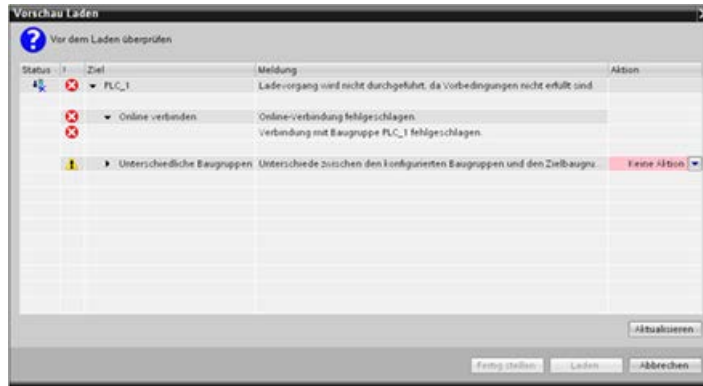 Vorschau Laden
Vor dem Laden überprüfen
Status ! Ziel Meldung Aktion
PLC_1 Ladevorgang wird nicht durchgeführt, da Vorbedingungen nicht erfüllt sind.
Online verbinden Online-Verbindung fehlgeschlagen.
Verbindung mit Baugruppe PLC_1 fehlgeschlagen.
Unterschiedliche Baugruppen Unterschiede zwischen den konfigurierten Baugruppen und den Zielbaugru... Keine Aktion
Aktualisieren
Fertig stellen Laden Abbrechen